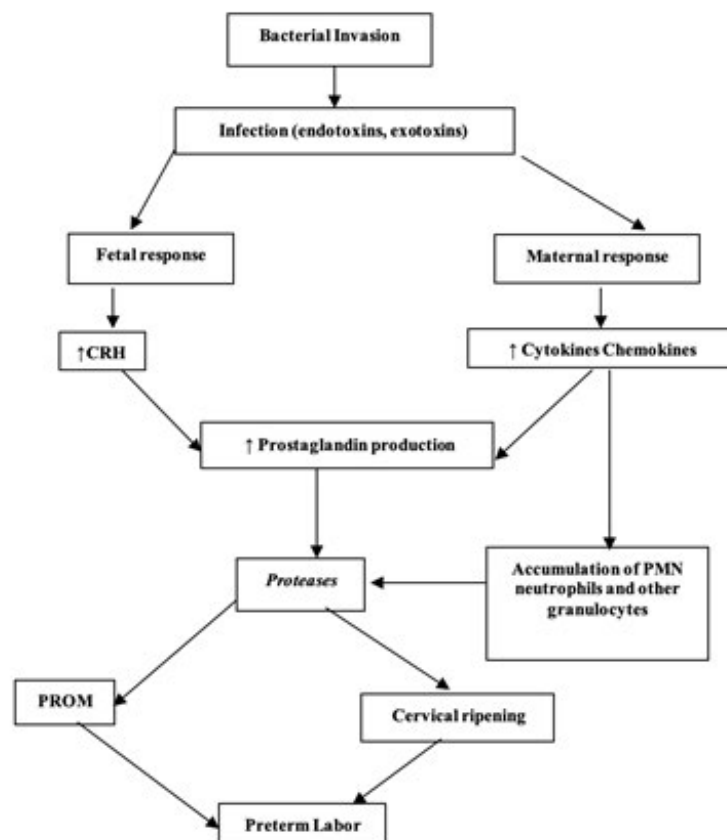 Bacterial Invasion
Infection (endotoxins, exotoxins)
Fetal response
Maternal response
↑CRH
↑ Cytokines Chemokines
↑ Prostaglandin production
Proteases
Accumulation of PMN
neutrophils and other
granulocytes
PROM
Cervical ripening
Preterm Labor